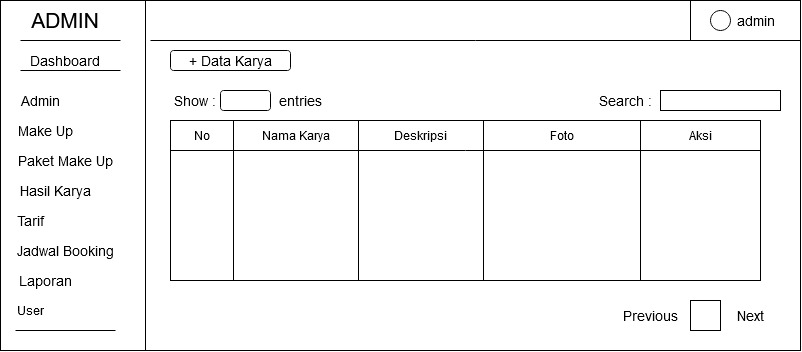 ADMIN
admin
Dashboard
+ Data Karya
Admin
Show : entries
Search :
Make Up
No Nama Karya Deskripsi Foto Aksi
Paket Make Up
Hasil Karya
Tarif
Jadwal Booking
Laporan
User
Previous Next